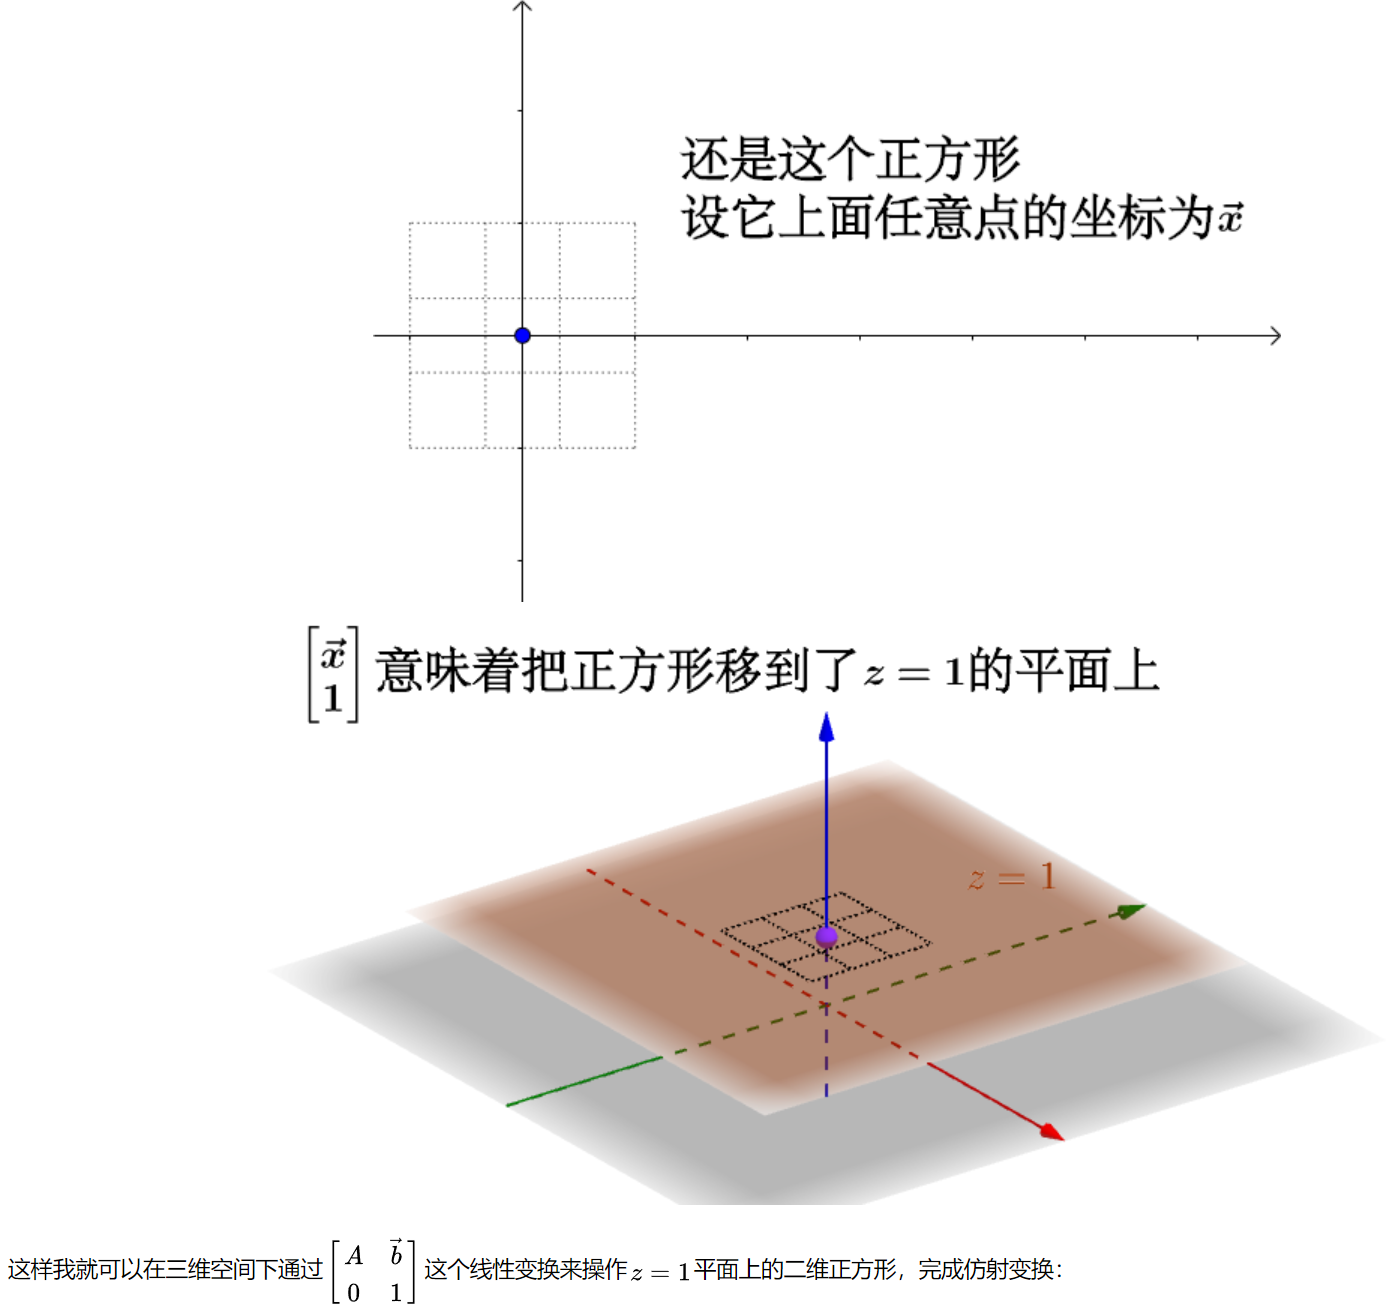 还是这个正方形
设它上面任意点的坐标为$\vec{x}$
$\begin{bmatrix} \vec{x} \\ 1 \end{bmatrix}$意味着把正方形移到了$z = 1$的平面上
$z = 1$
这样我就可以在三维空间下通过$\begin{bmatrix} A & \vec{b} \\ 0 & 1 \end{bmatrix}$这个线性变换来操作$z = 1$平面上的二维正方形，完成仿射变换：